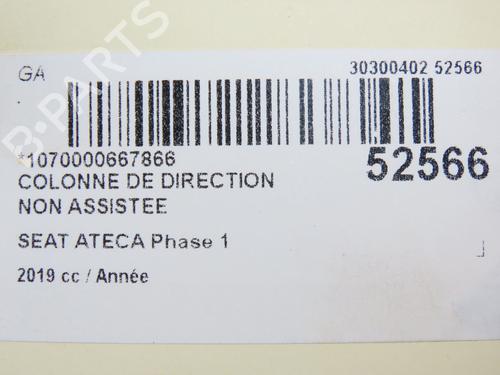 GA
30300402 52566
*1070000667866
52566
COLONNE DE DIRECTION
NON ASSISTEE
SEAT ATECA Phase 1
2019 cc / Année
B-PARTS